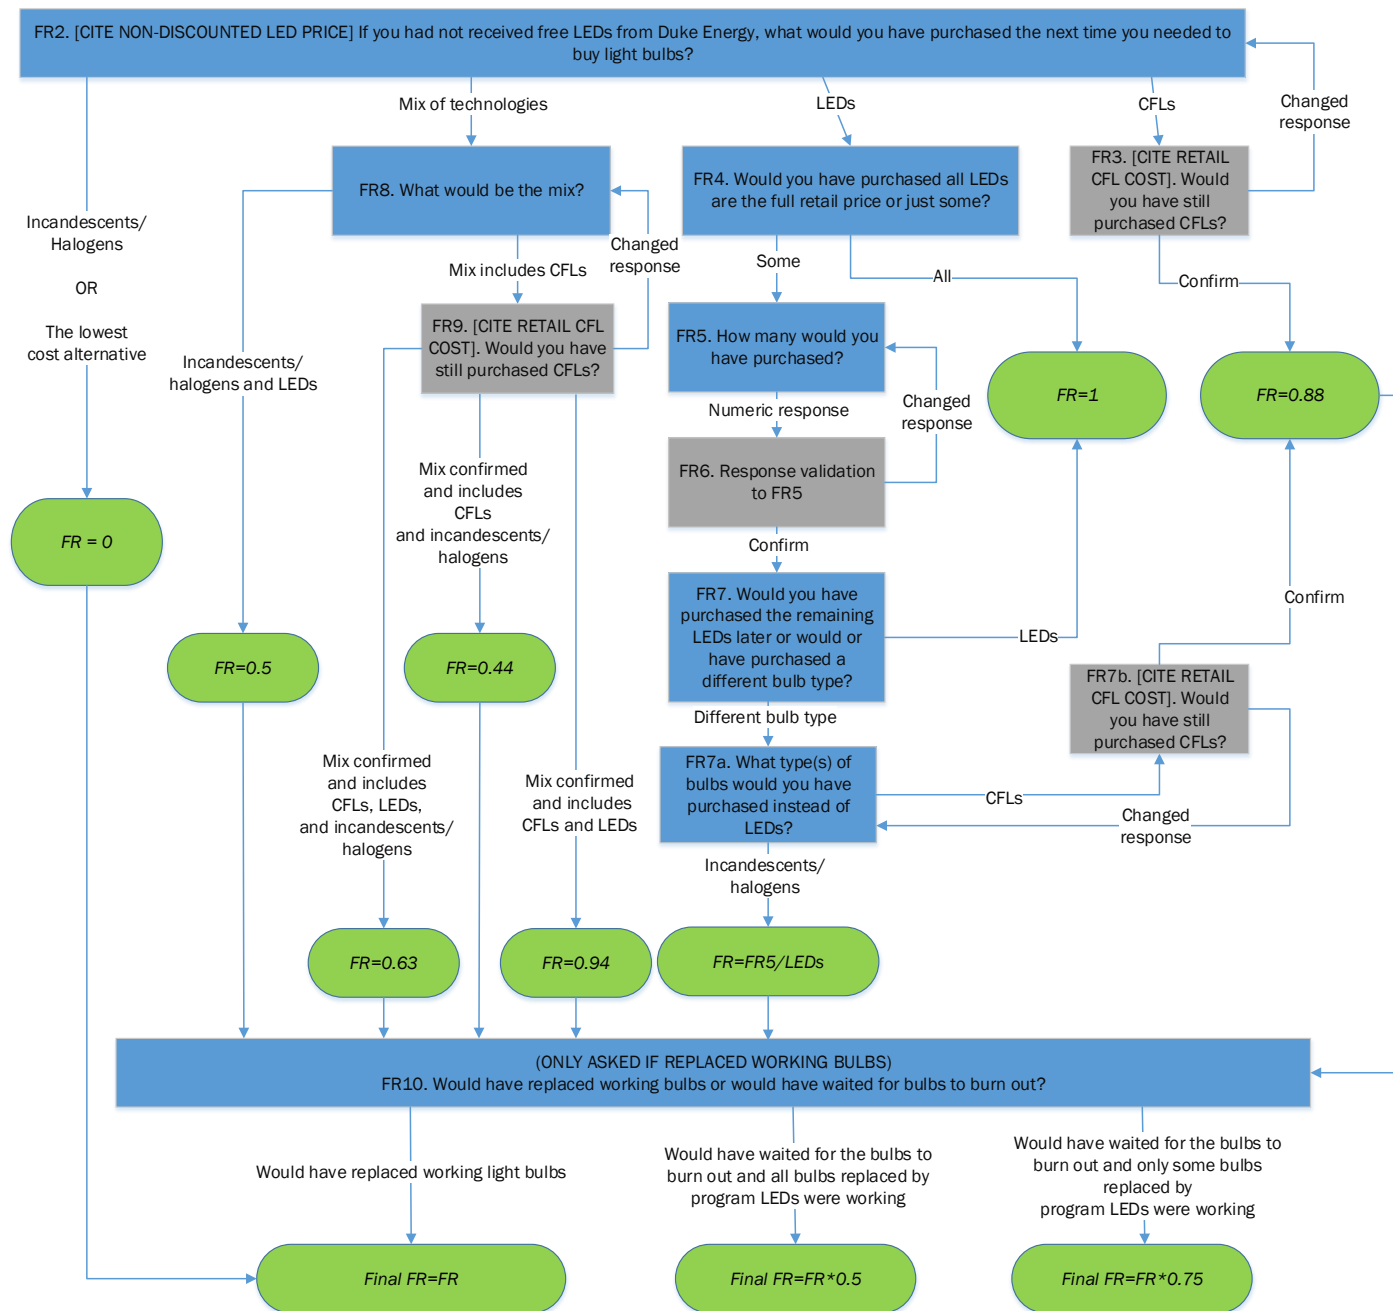 FR2. [CITE NON-DISCOUNTED LED PRICE] If you had not received free LEDs from Duke Energy, what would you have purchased the next time you needed to
buy light bulbs?
Mix of technologies
LEDs
CFLs
Changed
response
FR8. What would be the mix?
FR4. Would you have purchased all LEDs
are the full retail price or just some?
FR3. [CITE RETAIL
CFL COST]. Would
you have still
purchased CFLs?
Incandescents/
Halogens
OR
The lowest
cost alternative
Changed
response
Mix includes CFLs
Some
All
Confirm
FR9. [CITE RETAIL CFL
COST]. Would you have
still purchased CFLs?
FR5. How many would you
have purchased?
Incandescents/
halogens and LEDs
FR=1
FR=0.88
Numeric response
Changed
response
Mix confirmed
and includes
CFLs
and incandescents/
halogens
FR6. Response validation
to FR5
FR = 0
Confirm
FR7. Would you have
purchased the remaining
LEDs later or would or
have purchased a
different bulb type?
LEDs
Confirm
FR=0.5
FR=0.44
FR7b. [CITE RETAIL
CFL COST]. Would
you have still
purchased CFLs?
Different bulb type
FR7a. What type(s) of
bulbs would you have
purchased instead of
LEDs?
CFLs
Changed
response
Mix confirmed
and includes
CFLs, LEDs,
and incandescents/
halogens
Mix confirmed
and includes
CFLs and LEDs
Incandescents/
halogens
FR=0.63
FR=0.94
FR=FR5/LEDs
(ONLY ASKED IF REPLACED WORKING BULBS)
FR10. Would have replaced working bulbs or would have waited for bulbs to burn out?
Would have replaced working light bulbs
Would have waited for the bulbs to
burn out and all bulbs replaced by
program LEDs were working
Would have waited for the bulbs to
burn out and only some bulbs
replaced by
program LEDs were working
Final FR=FR
Final FR=FR*0.5
Final FR=FR*0.75